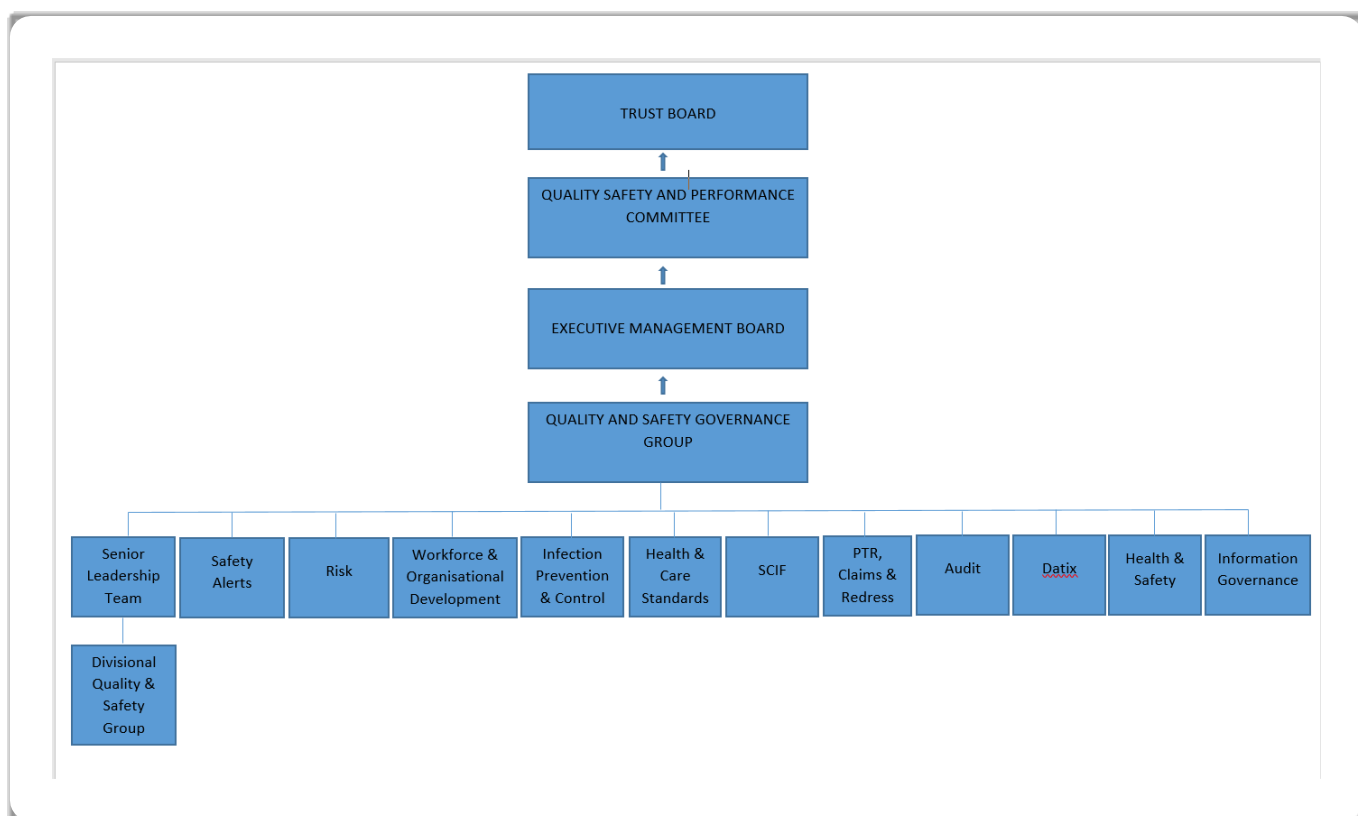 TRUST BOARD
QUALITY SAFETY AND PERFORMANCE
COMMITTEE
EXECUTIVE MANAGEMENT BOARD
QUALITY AND SAFETY GOVERNANCE
GROUP
Senior
Leadership
Team
Safety
Alerts
Risk
Workforce &
Organisational
Development
Infection
Prevention
& Control
Health &
Care
Standards
SCIF
PTR,
Claims &
Redress
Audit
Datix
Health &
Safety
Information
Governance
Divisional
Quality &
Safety
Group